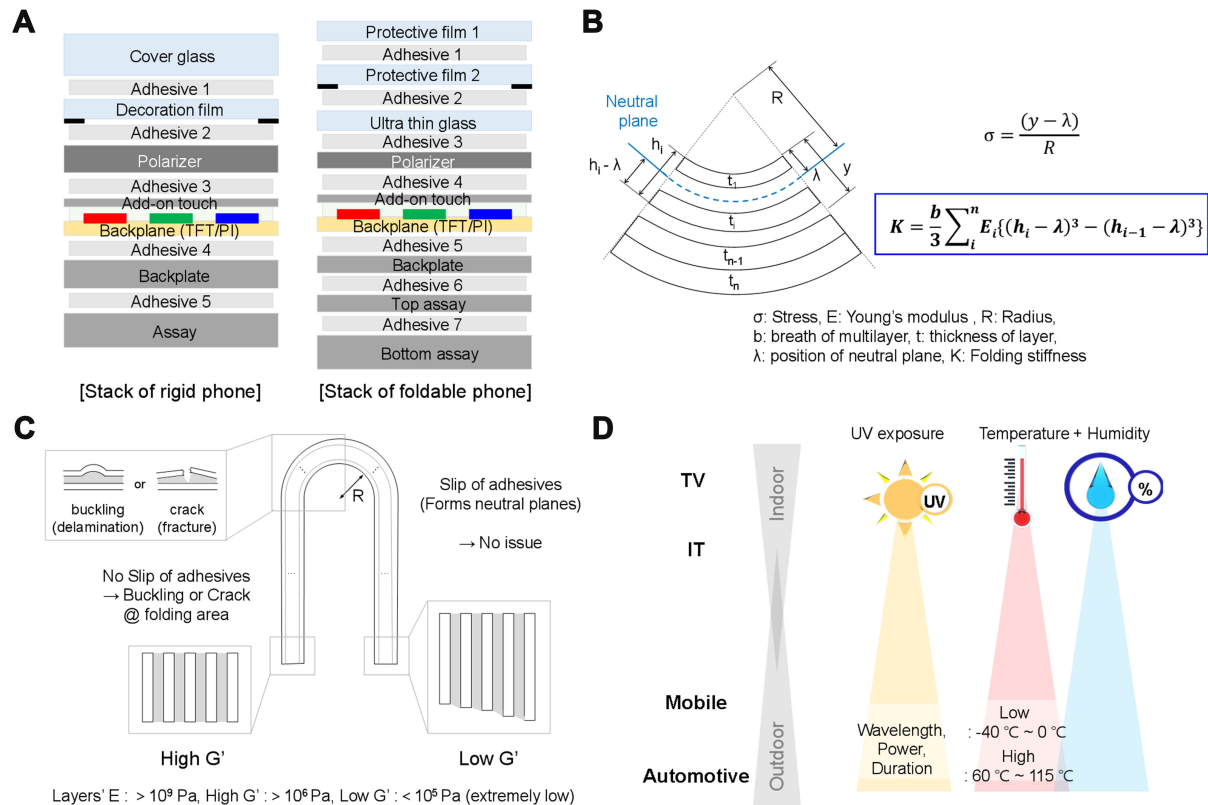 A
Cover glass
Adhesive 1
Decoration film
Adhesive 2
Polarizer
Adhesive 3
Add-on touch
Backplane (TFT/PI)
Adhesive 4
Backplate
Adhesive 5
Assay
[Stack of rigid phone]
Protective film 1
Adhesive 1
Protective film 2
Adhesive 2
Ultra thin glass
Adhesive 3
Polarizer
Adhesive 4
Add-on touch
Backplane (TFT/PI)
Adhesive 5
Backplate
Adhesive 6
Top assay
Adhesive 7
Bottom assay
[Stack of foldable phone]
B
Neutral
plane
R
h_i
h_i - λ
λ
y
t_1
t_i
t_n-1
t_n
σ = (y − λ) / R
K = b/3 ∑_i^n E_i{(h_i − λ)^3 − (h_i−1 − λ)^3}
σ: Stress, E: Young's modulus , R: Radius,
b: breath of multilayer, t: thickness of layer,
λ: position of neutral plane, K: Folding stiffness
C
buckling
(delamination)
or
crack
(fracture)
R
Slip of adhesives
(Forms neutral planes)
→ No issue
No Slip of adhesives
→ Buckling or Crack
@ folding area
High G'
Low G'
Layers' E : > 10^9 Pa, High G' : > 10^6 Pa, Low G' : < 10^5 Pa (extremely low)
D
UV exposure
Temperature + Humidity
TV
IT
Mobile
Automotive
Indoor
Outdoor
UV
%
Wavelength,
Power,
Duration
Low
: -40 ℃ ~ 0 ℃
High
: 60 ℃ ~ 115 ℃